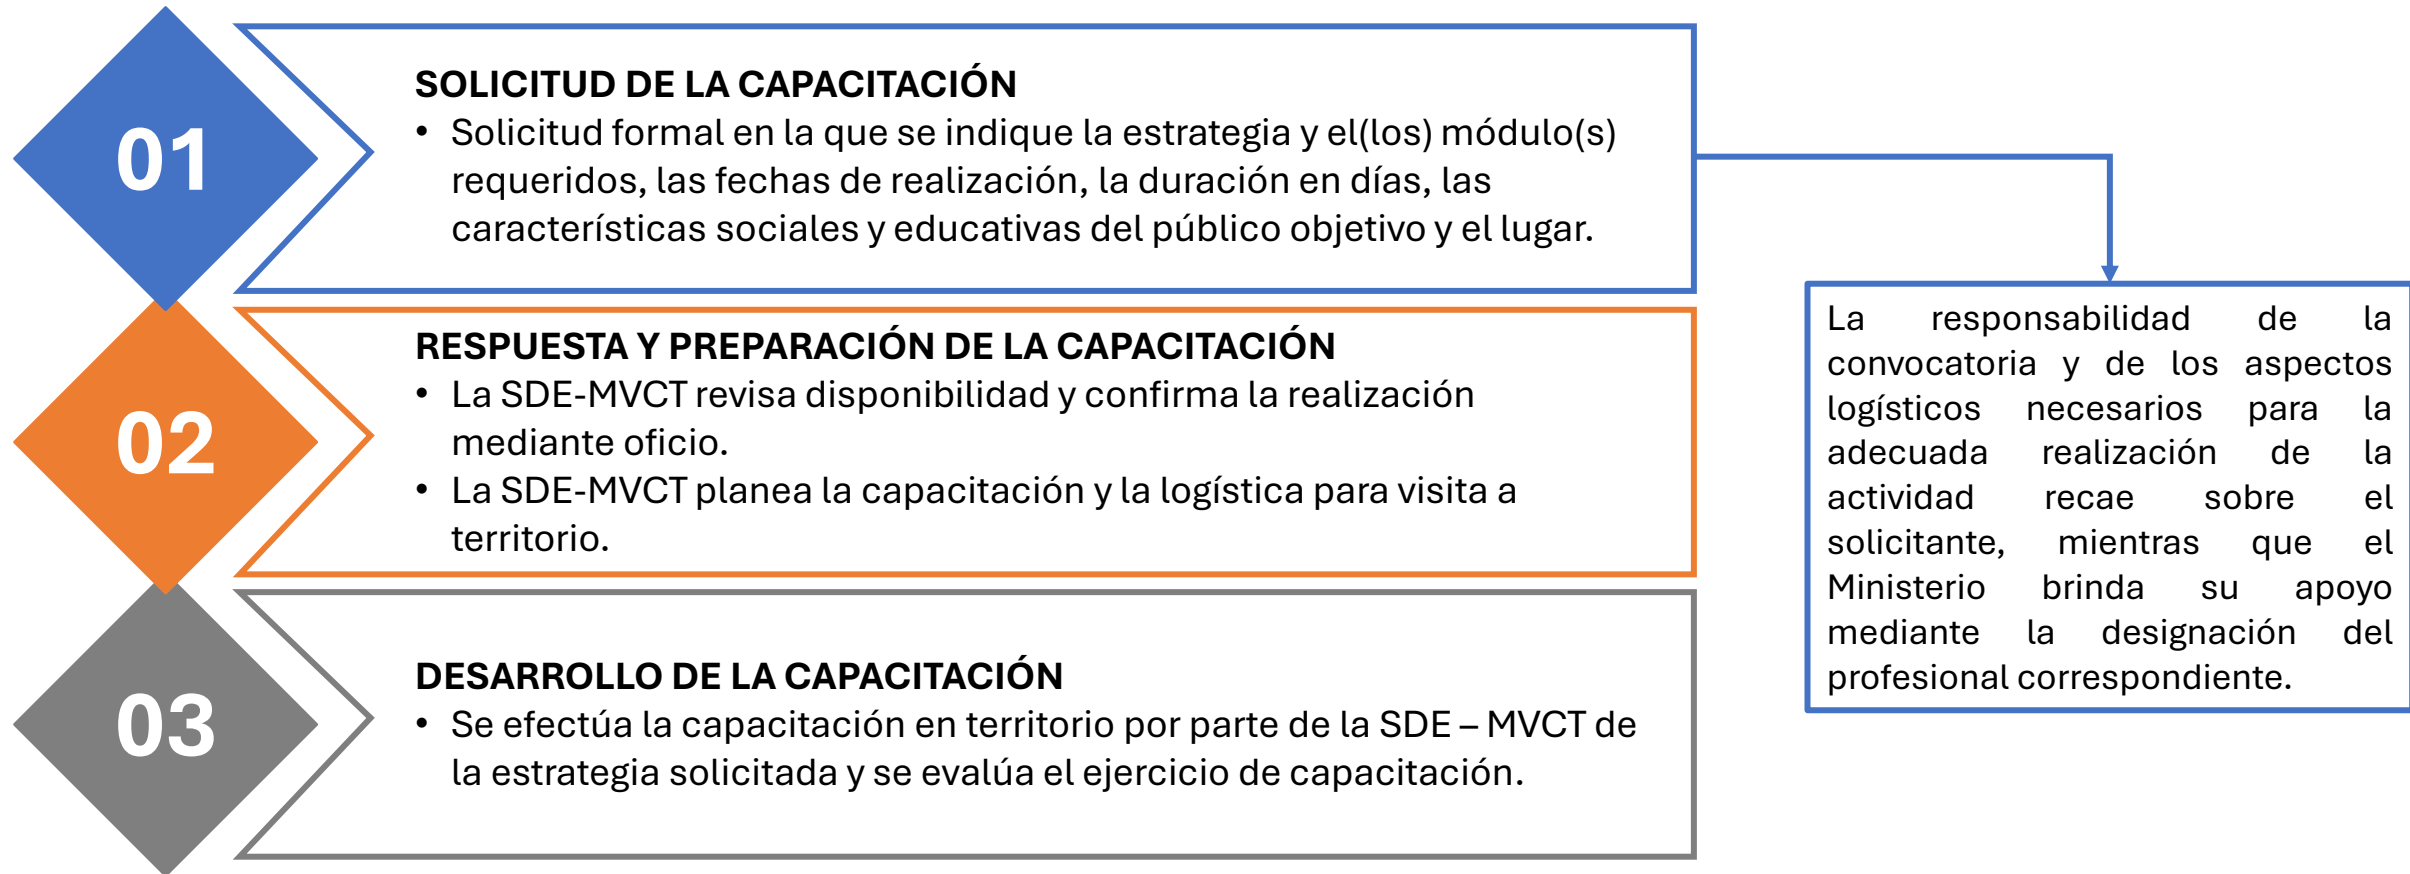 01
SOLICITUD DE LA CAPACITACIÓN
• Solicitud formal en la que se indique la estrategia y el(los) módulo(s)
requeridos, las fechas de realización, la duración en días, las
características sociales y educativas del público objetivo y el lugar.
02
RESPUESTA Y PREPARACIÓN DE LA CAPACITACIÓN
• La SDE-MVCT revisa disponibilidad y confirma la realización
mediante oficio.
• La SDE-MVCT planea la capacitación y la logística para visita a
territorio.
03
DESARROLLO DE LA CAPACITACIÓN
• Se efectúa la capacitación en territorio por parte de la SDE – MVCT de
la estrategia solicitada y se evalúa el ejercicio de capacitación.
La responsabilidad de la
convocatoria y de los aspectos
logísticos necesarios para la
adecuada realización de la
actividad recae sobre el
solicitante, mientras que el
Ministerio brinda su apoyo
mediante la designación del
profesional correspondiente.